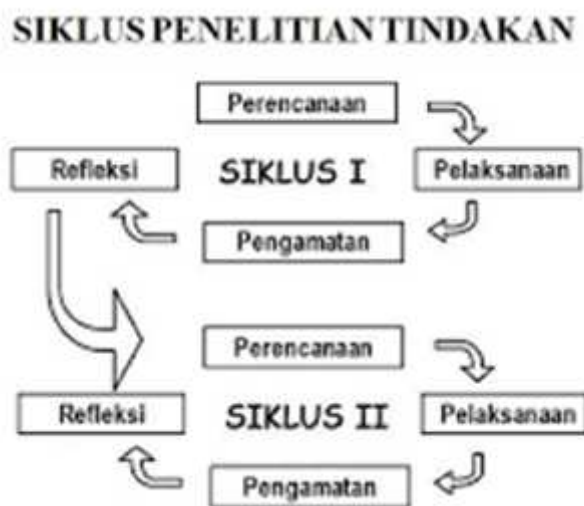 SIKLUS PENELITIAN TINDAKAN
Perencanaan
Refleksi
SIKLUS I
Pelaksanaan
Pengamatan
Perencanaan
Refleksi
SIKLUS II
Pelaksanaan
Pengamatan